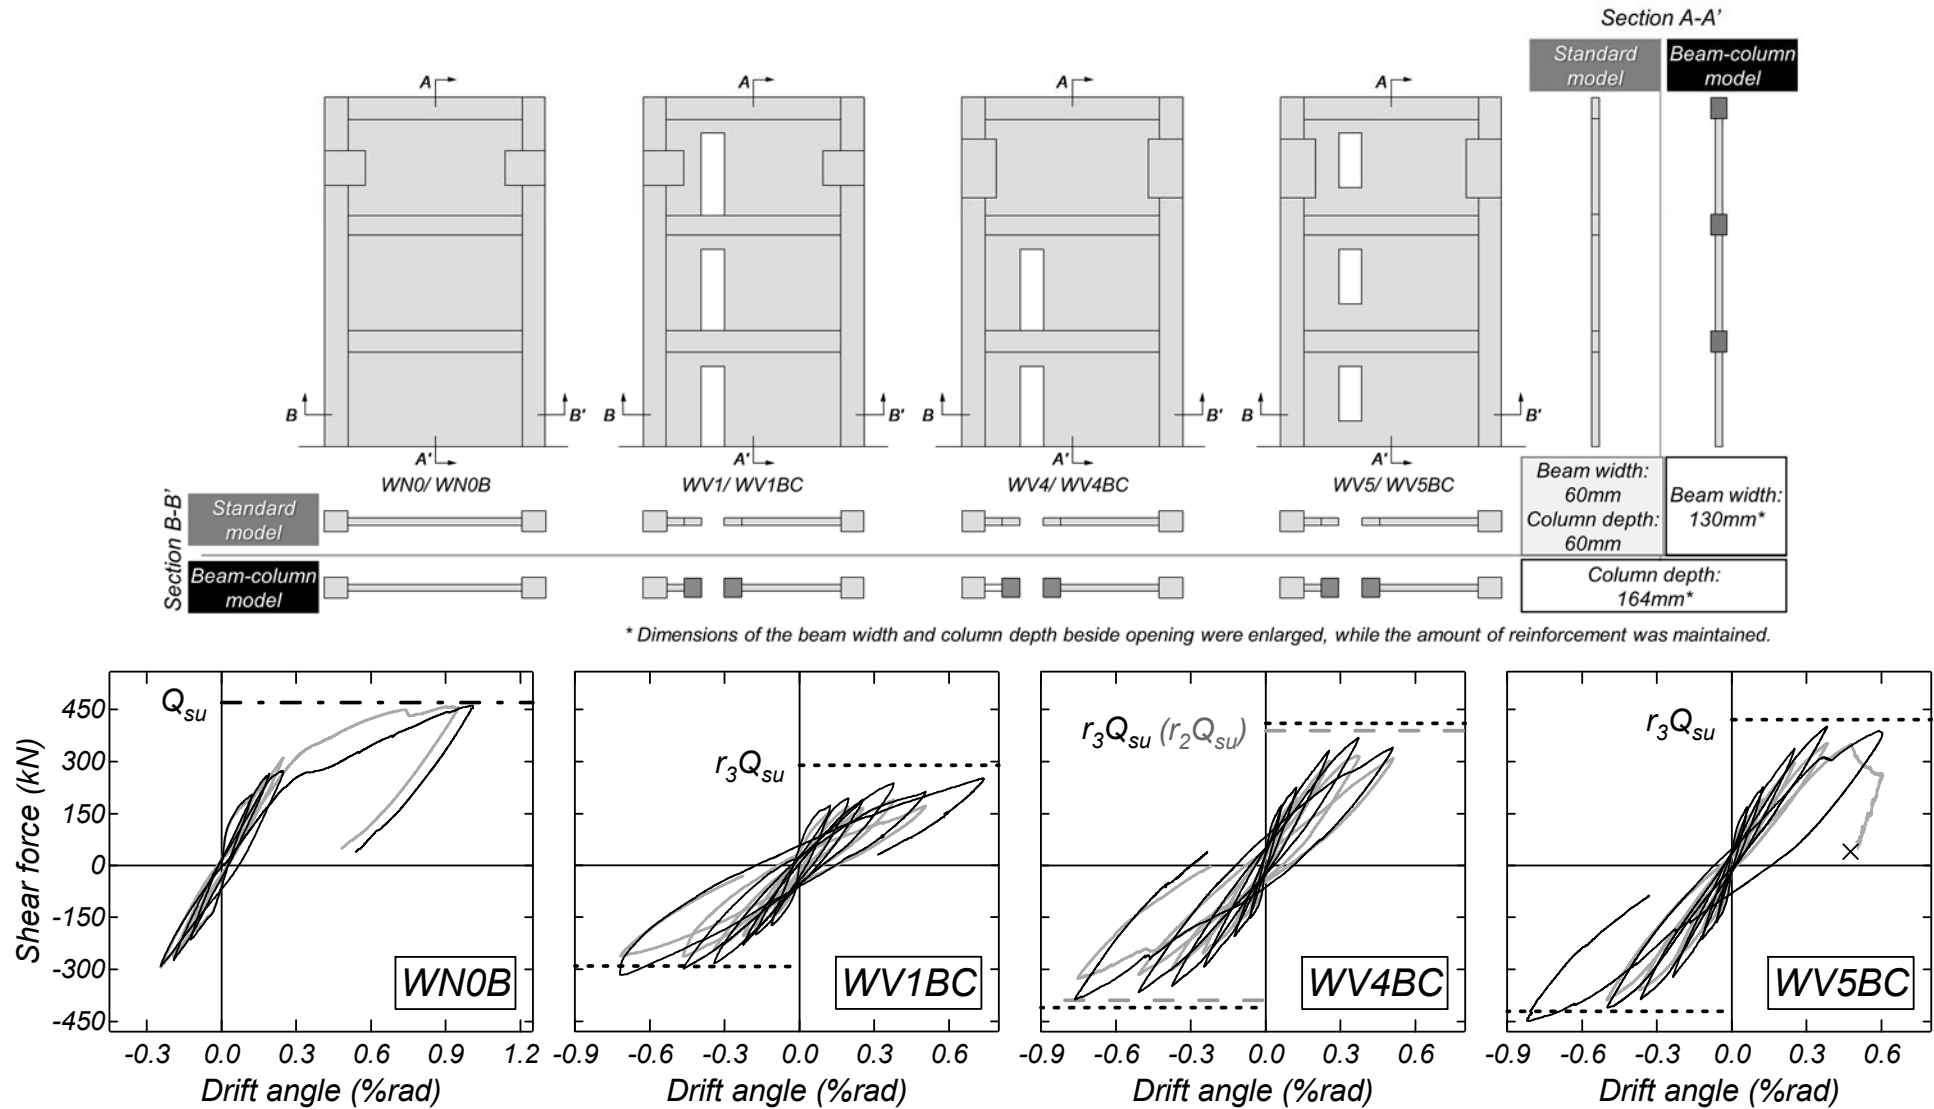 Section A-A’
Standard model
Beam-column model
A
A
A
A
B
B'
B
B'
B
B'
B
B'
A'
A'
A'
A'
WN0/ WN0B
WV1/ WV1BC
WV4/ WV4BC
WV5/ WV5BC
Section B-B’
Standard
model
Beam-column
model
Beam width:
60mm
Column depth:
60mm
Beam width:
130mm*
Column depth:
164mm*
* Dimensions of the beam width and column depth beside opening were enlarged, while the amount of reinforcement was maintained.
Shear force (kN)
450
300
150
0
-150
-300
-450
Qsu
WN0B
-0.3 0.0 0.3 0.6 0.9 1.2
Drift angle (%rad)
r3Qsu
WV1BC
-0.9 -0.6 -0.3 0.0 0.3 0.6
Drift angle (%rad)
r3Qsu (r2Qsu)
WV4BC
-0.9 -0.6 -0.3 0.0 0.3 0.6
Drift angle (%rad)
r3Qsu
WV5BC
-0.9 -0.6 -0.3 0.0 0.3 0.6
Drift angle (%rad)